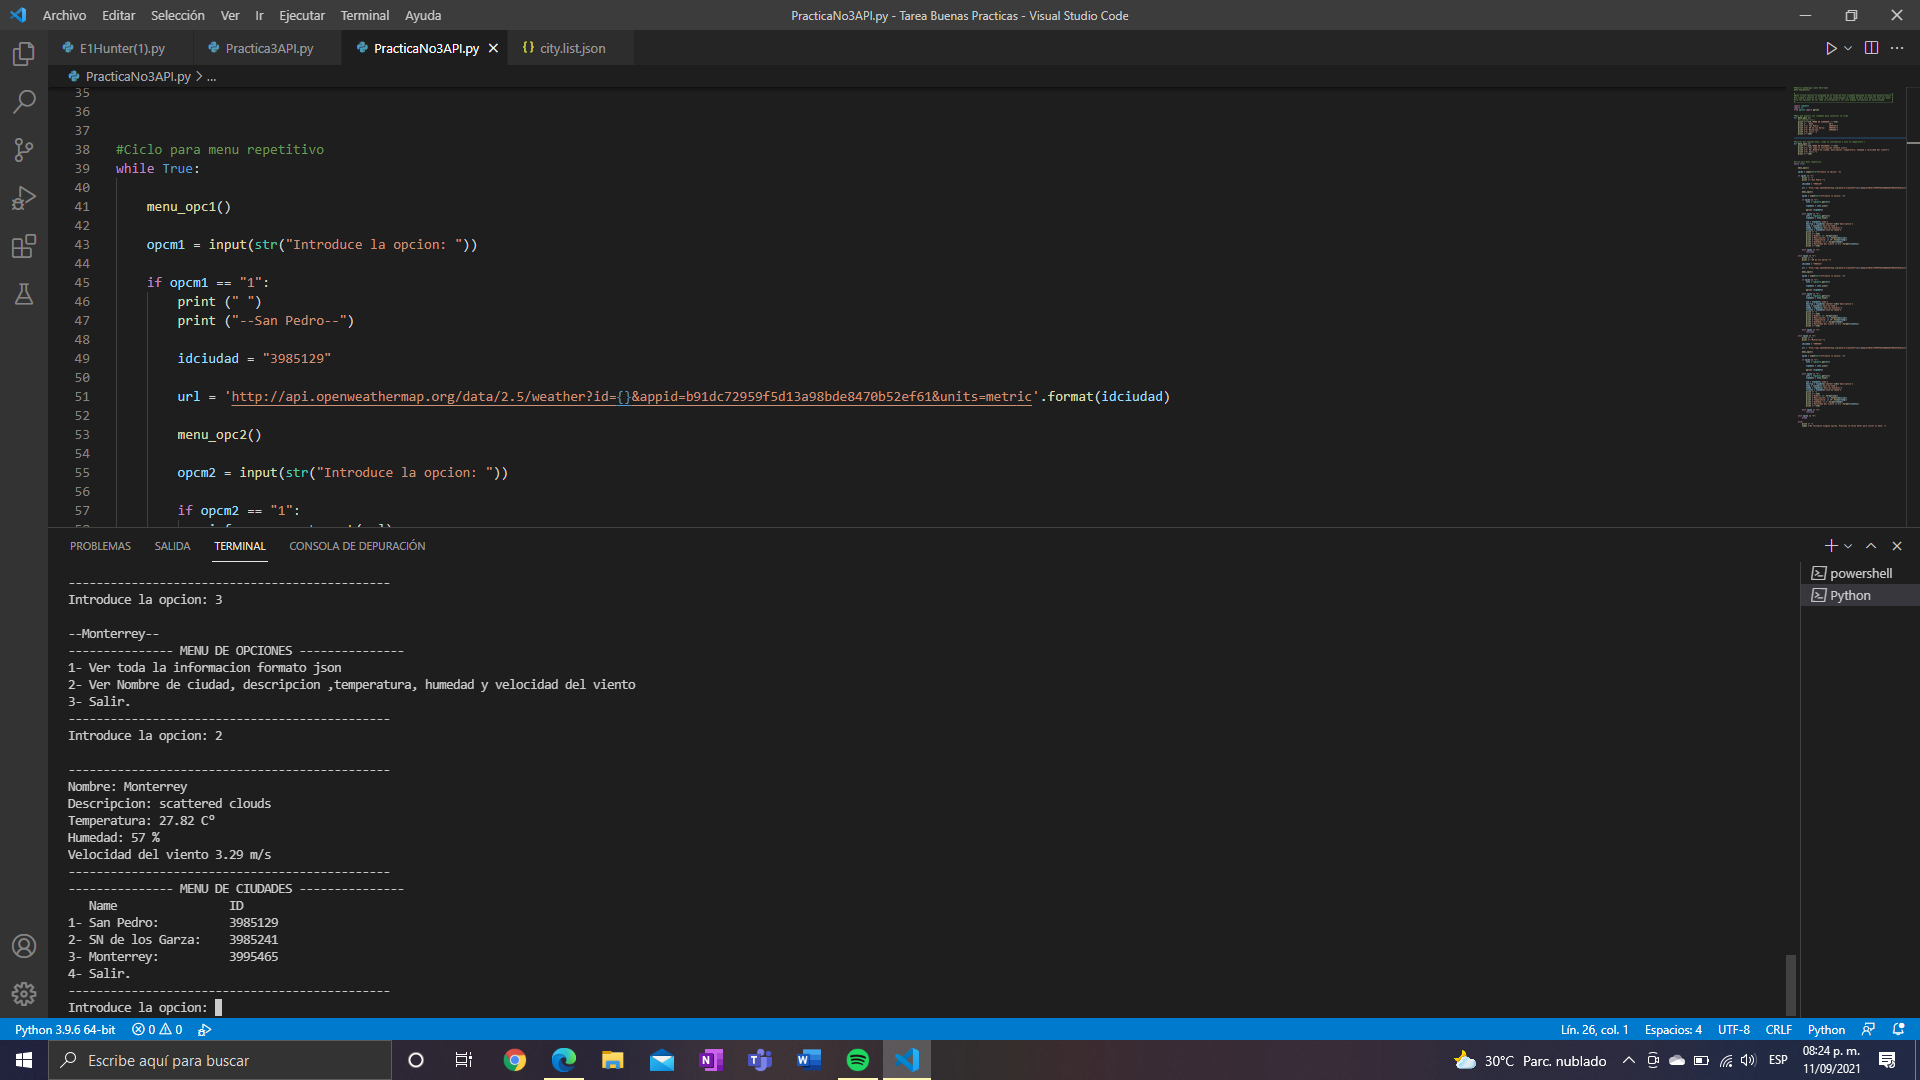 Archivo Editar Selección Ver Ir Ejecutar Terminal Ayuda
PracticaNo3API.py - Tarea Buenas Practicas - Visual Studio Code
E1Hunter(1).py Practica3API.py PracticaNo3API.py city.list.json
PracticaNo3API.py > ...
35
36
37
38 #Ciclo para menu repetitivo
39 while True:
40
41 menu_opc1()
42
43 opcm1 = input(str("Introduce la opcion: "))
44
45 if opcm1 == "1":
46 print (" ")
47 print ("--San Pedro--")
48
49 idciudad = "3985129"
50
51 url = 'http://api.openweathermap.org/data/2.5/weather?id={}&appid=b91dc72959f5d13a98bde8470b52ef61&units=metric'.format(idciudad)
52
53 menu_opc2()
54
55 opcm2 = input(str("Introduce la opcion: "))
56
57 if opcm2 == "1":
PROBLEMAS SALIDA TERMINAL CONSOLA DE DEPURACIÓN
powershell
Python
----------------------------------------------
Introduce la opcion: 3
--Monterrey--
--------------- MENU DE OPCIONES ---------------
1- Ver toda la informacion formato json
2- Ver Nombre de ciudad, descripcion ,temperatura, humedad y velocidad del viento
3- Salir.
----------------------------------------------
Introduce la opcion: 2
----------------------------------------------
Nombre: Monterrey
Descripcion: scattered clouds
Temperatura: 27.82 C°
Humedad: 57 %
Velocidad del viento 3.29 m/s
----------------------------------------------
--------------- MENU DE CIUDADES ---------------
Name ID
1- San Pedro: 3985129
2- SN de los Garza: 3985241
3- Monterrey: 3995465
4- Salir.
----------------------------------------------
Introduce la opcion:
Python 3.9.6 64-bit 0 0 Lín. 26, col. 1 Espacios: 4 UTF-8 CRLF Python
Escribe aquí para buscar
30°C Parc. nublado ESP
08:24 p. m.
11/09/2021